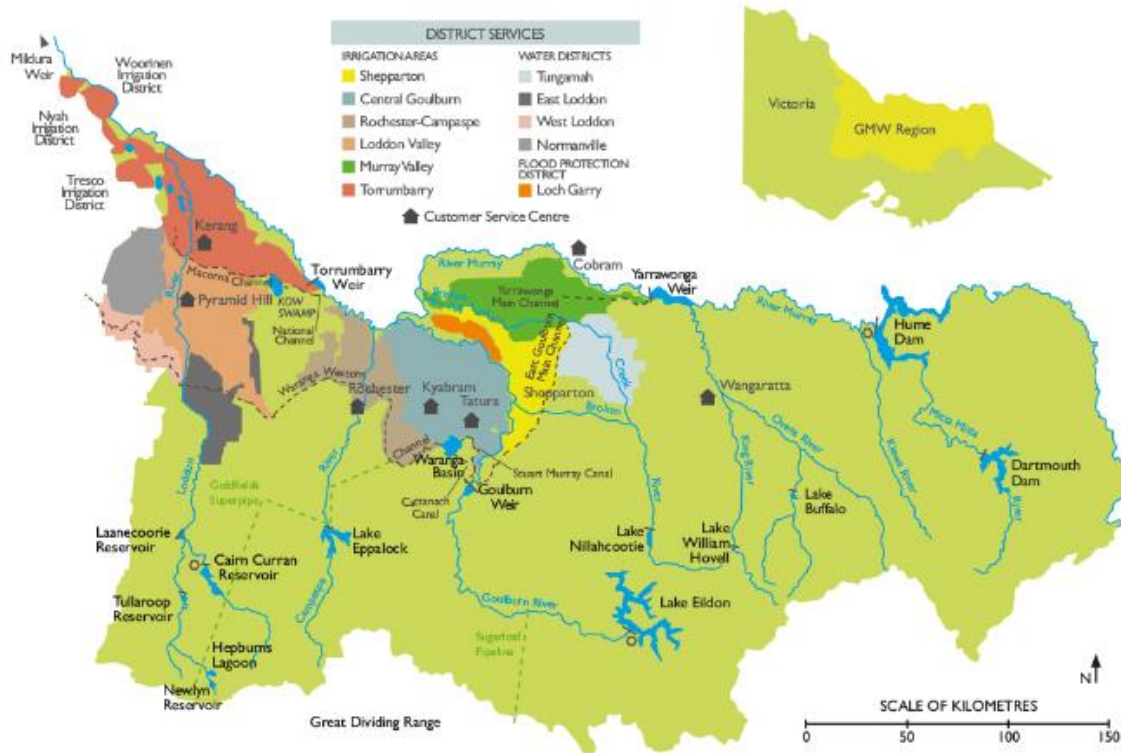 DISTRICT SERVICES
IRRIGATION AREAS
Shepparton
Central Goulburn
Rochester-Campaspe
Loddon Valley
Murray Valley
Torrumbarry
WATER DISTRICTS
Tungamah
East Loddon
West Loddon
Normanville
FLOOD PROTECTION
DISTRICT
Loch Garry
Customer Service Centre
Victoria
GMW Region
Mildura
Weir
Woorinen
Irrigation
District
Nyah
Irrigation
District
Tresco
Irrigation
District
Kerang
Macorna Channel
Pyramid Hill
KOW
SWAMP
National
Channel
Torrumbarry
Weir
River Murray
Cobram
Yarrawonga
Main Channel
Yarrawonga
Weir
River Murray
Hume
Dam
Broken
River
Waranga Western
Channel
Rochester
Kyabram
Tatura
Shepparton
East Goulburn
Main Channel
Creek
Broken
River
Wangaratta
Ovens River
King River
Kiewa River
Mitta Mitta
River
Dartmouth
Dam
Waranga
Basin
Stuart Murray Canal
Cattanach
Canal
Goulburn
Weir
Loddon
River
Goldfields
Superpipe
Laanecoorie
Reservoir
Cairn Curran
Reservoir
Tullaroop
Reservoir
Hepburns
Lagoon
Newlyn
Reservoir
Campaspe
River
Lake
Eppalock
Goulburn River
Sugarloaf
Pipeline
Lake
Nillahcootie
Lake
William
Hovell
Lake
Buffalo
Lake Eildon
Great Dividing Range
N
SCALE OF KILOMETRES
0 50 100 150